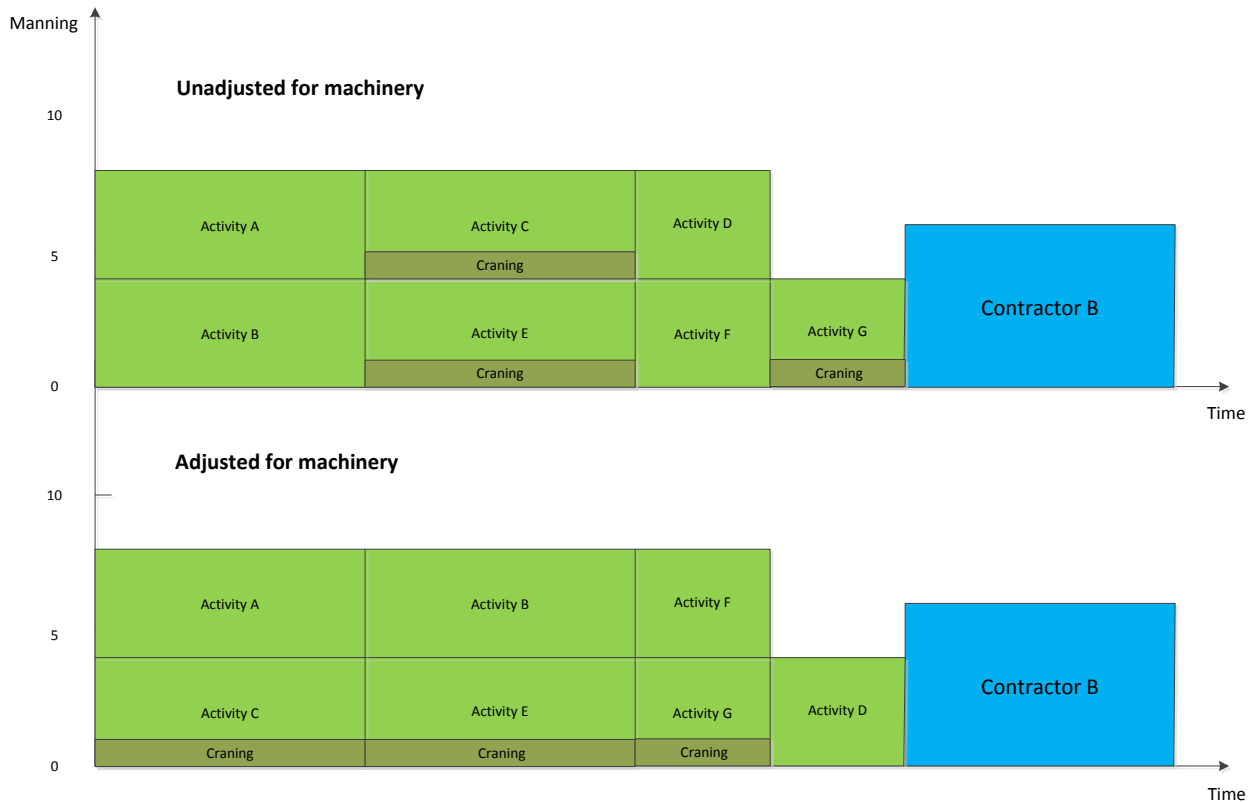 Manning
Unadjusted for machinery
10
Activity A
Activity C
Activity D
5
Craning
Activity B
Activity E
Activity F
Activity G
Contractor B
Craning
Craning
0
Time
Adjusted for machinery
10
Activity A
Activity B
Activity F
5
Activity C
Activity E
Activity G
Activity D
Contractor B
Craning
Craning
Craning
0
Time